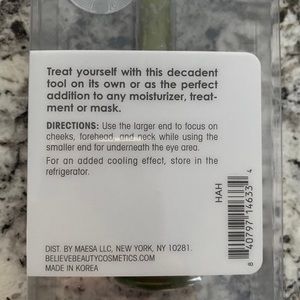 Treat yourself with this decadent
tool on its own or as the perfect
addition to any moisturizer, treat-
ment or mask.
DIRECTIONS: Use the larger end to focus on
cheeks, forehead, and neck while using the
smaller end for underneath the eye area.
For an added cooling effect, store in the
refrigerator.
HAH
8 40797 14633 4
DIST. BY MAESA LLC, NEW YORK, NY 10281.
BELIEVEBEAUTYCOSMETICS.COM
MADE IN KOREA